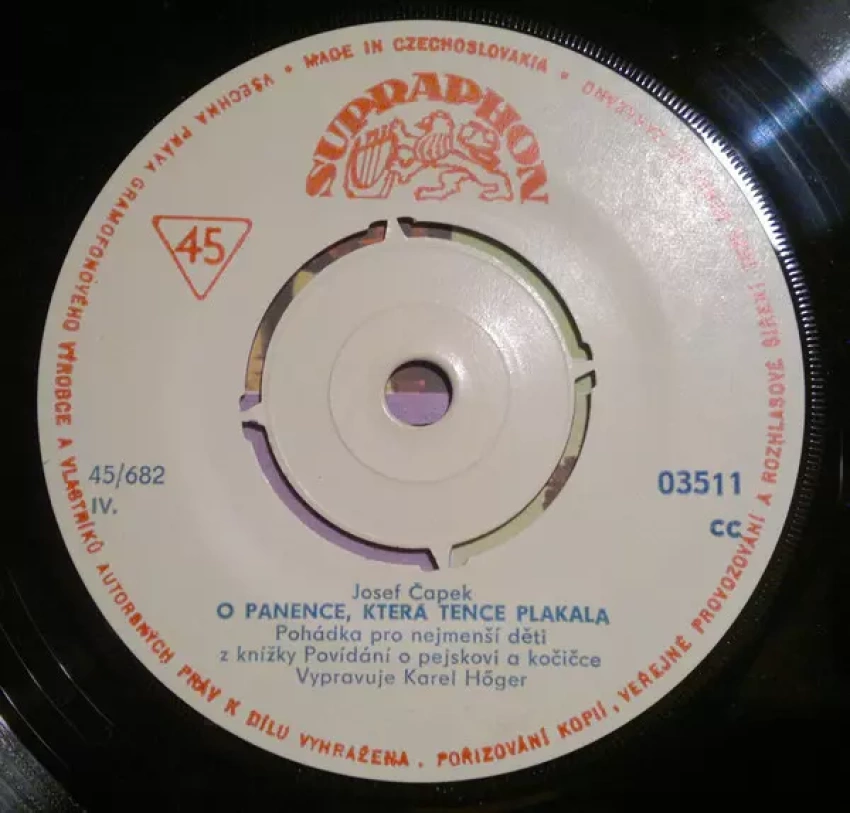 MADE IN CZECHOSLOVAKIA
SUPRAPHON
45
45/682
IV.
03511
CC
Josef Čapek
O PANENCE, KTERÁ TENCE PLAKALA
Pohádka pro nejmenší děti
z knížky Povídání o pejskovi a kočičce
Vypravuje Karel Höger
VŠECHNA PRÁVA GRAMOFONOVÉHO VÝROBCE A VLASTNÍKŮ AUTORSKÝCH PRÁV K DÍLU VYHRAŽENA. POŘIZOVÁNÍ KOPIÍ, VEŘEJNÉ PROVOZOVÁNÍ A ROZHLASOVÉ ŠÍŘENÍ